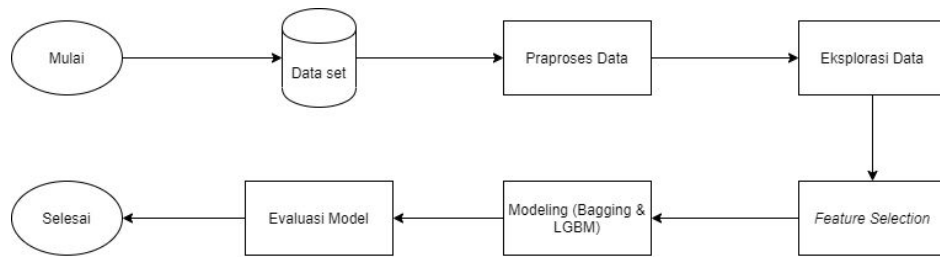 Mulai
Data set
Praproses Data
Eksplorasi Data
Feature Selection
Modeling (Bagging &
LGBM)
Evaluasi Model
Selesai